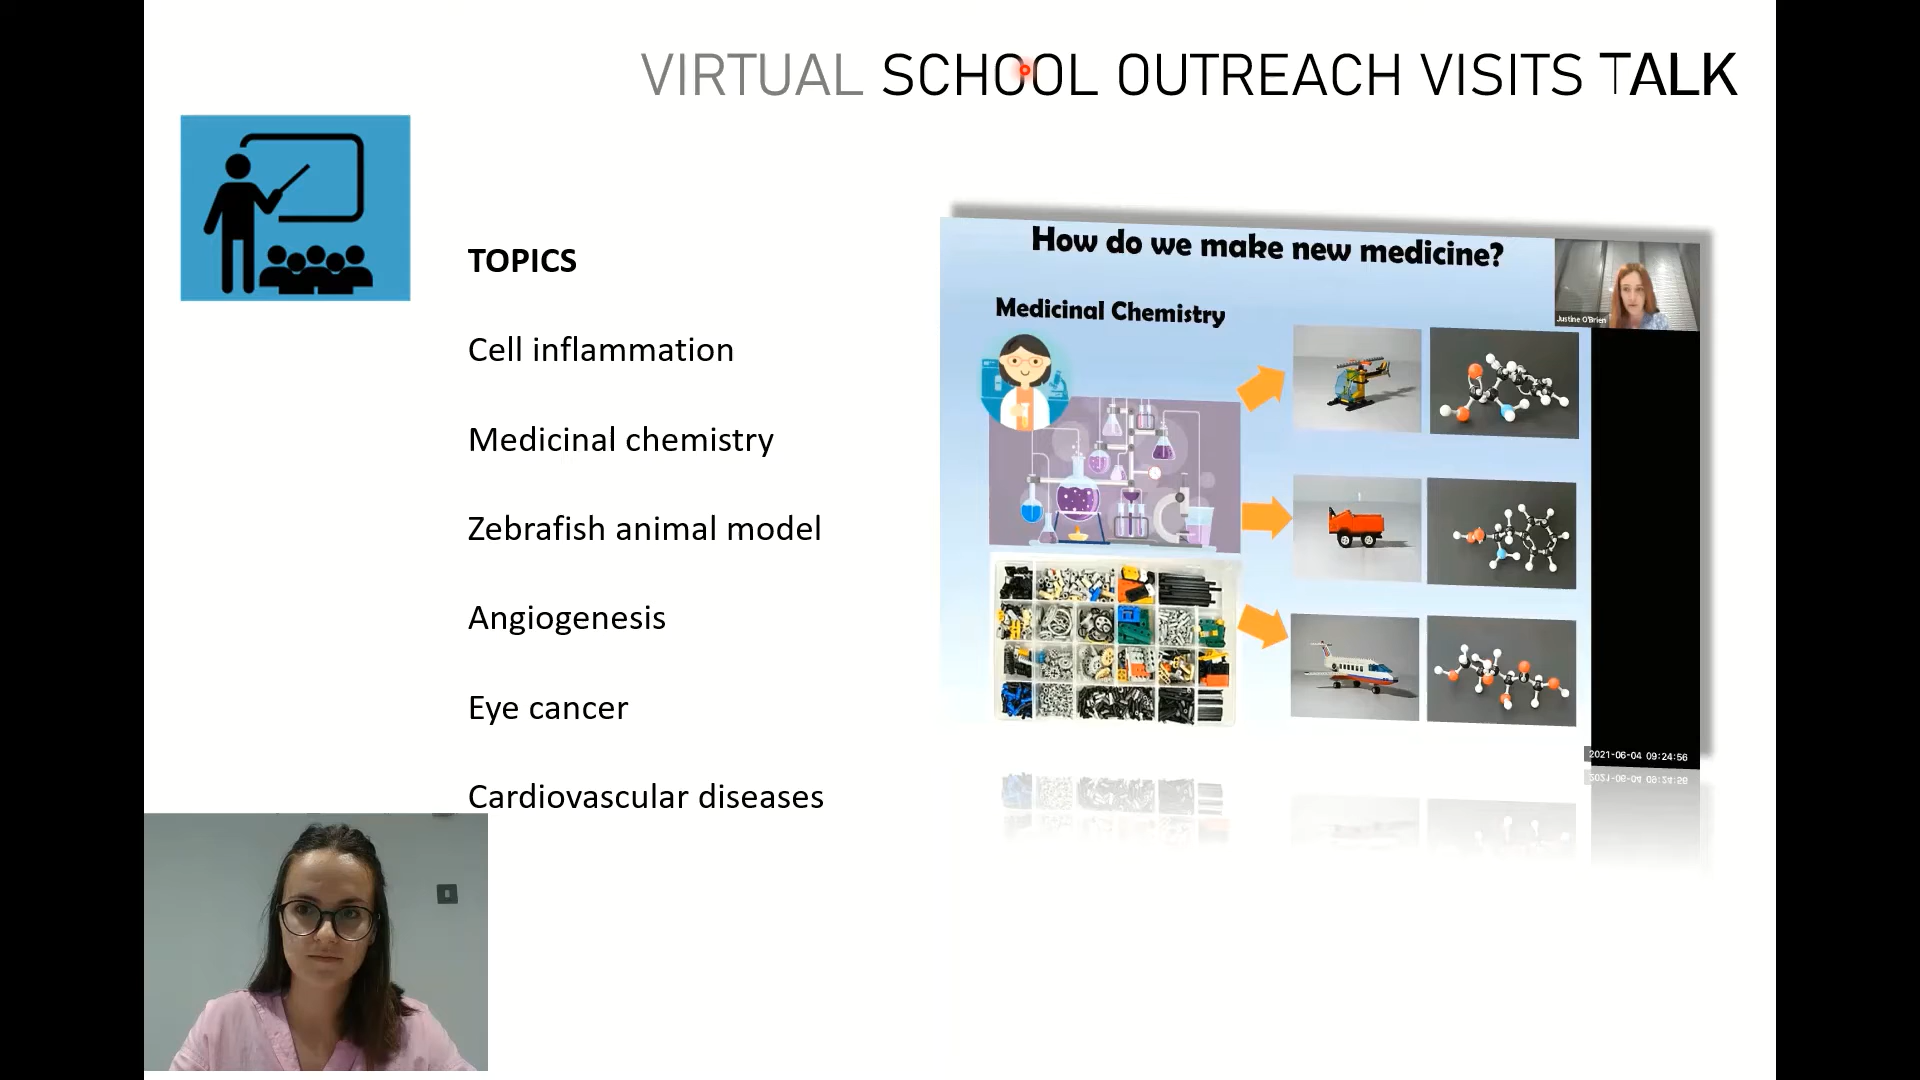 VIRTUAL SCHOOL OUTREACH VISITS TALK
TOPICS
Cell inflammation
Medicinal chemistry
Zebrafish animal model
Angiogenesis
Eye cancer
Cardiovascular diseases
How do we make new medicine?
Medicinal Chemistry
Justine O'Brien
2021-06-04 09:24:56